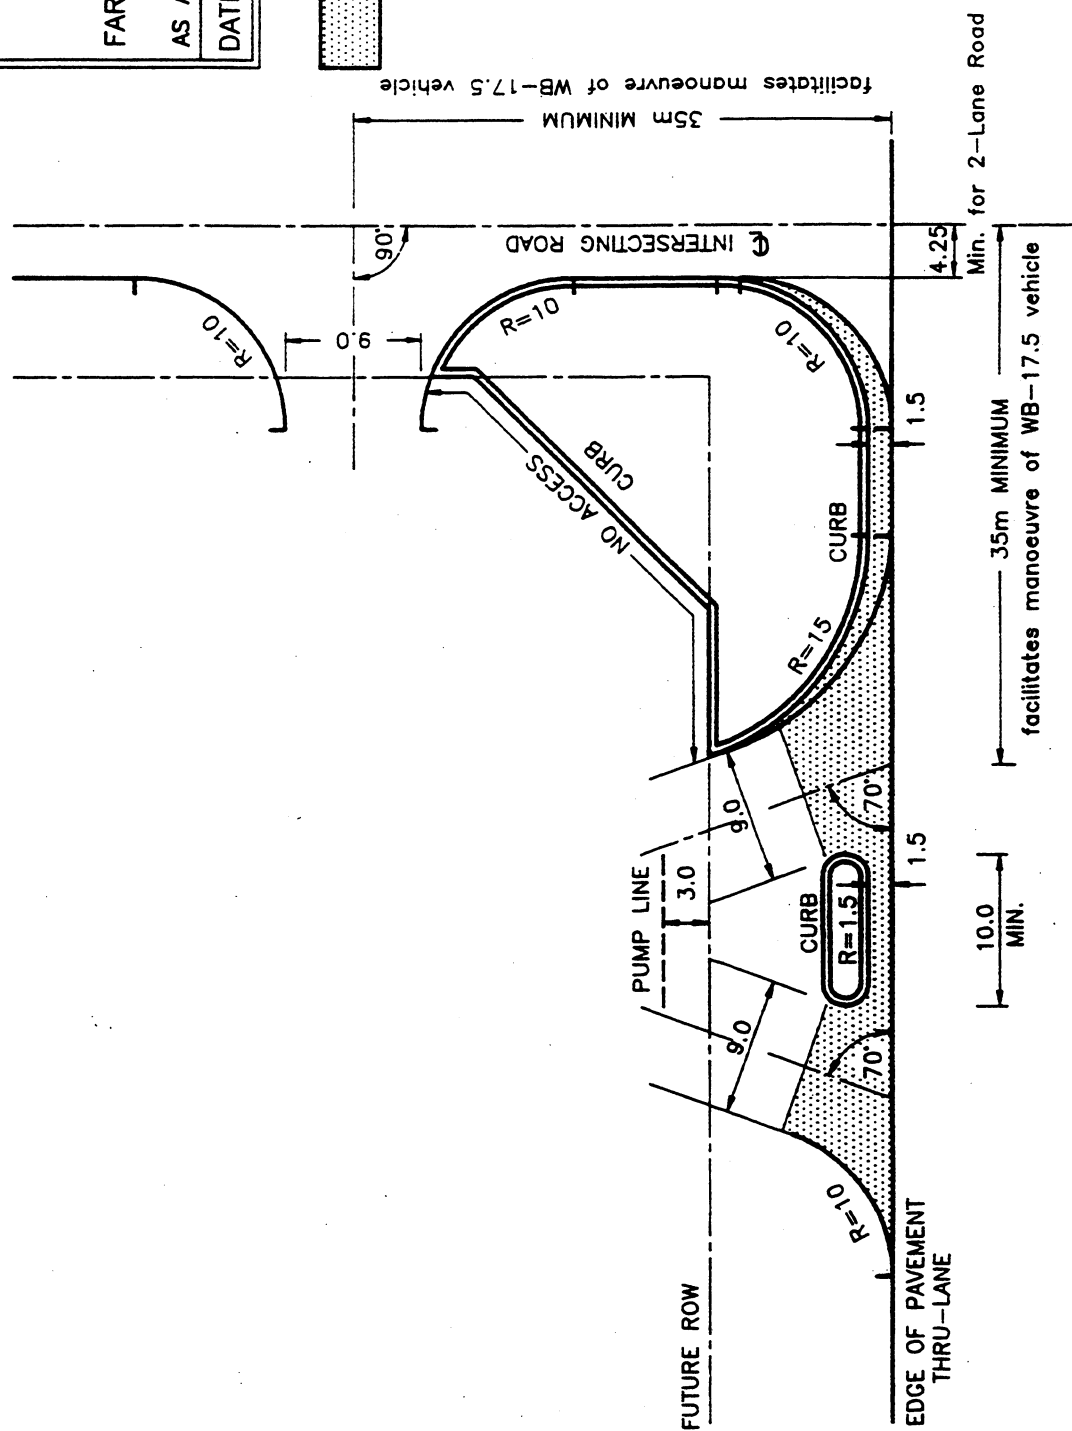 FAR
AS A
DATE
facilitates manoeuvre of WB-17.5 vehicle
35m MINIMUM
Min. for 2-Lane Road
4.25
90°
℄ INTERSECTING ROAD
R=10
9.0
R=10
R=10
1.5
35m MINIMUM
facilitates manoeuvre of WB-17.5 vehicle
CURB
NO ACCESS
CURB
R=15
9.0
70°
1.5
PUMP LINE
3.0
CURB
R=1.5
10.0
MIN.
9.0
70°
R=10
FUTURE ROW
EDGE OF PAVEMENT
THRU-LANE